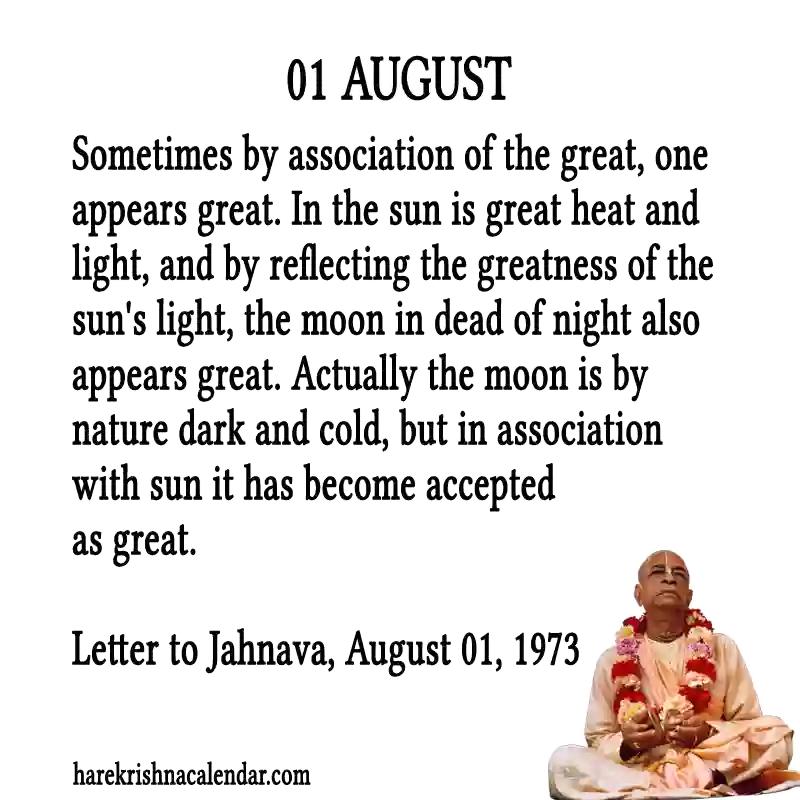 01 AUGUST
Sometimes by association of the great, one
appears great. In the sun is great heat and
light, and by reflecting the greatness of the
sun's light, the moon in dead of night also
appears great. Actually the moon is by
nature dark and cold, but in association
with sun it has become accepted
as great.
Letter to Jahnava, August 01, 1973
harekrishnacalendar.com